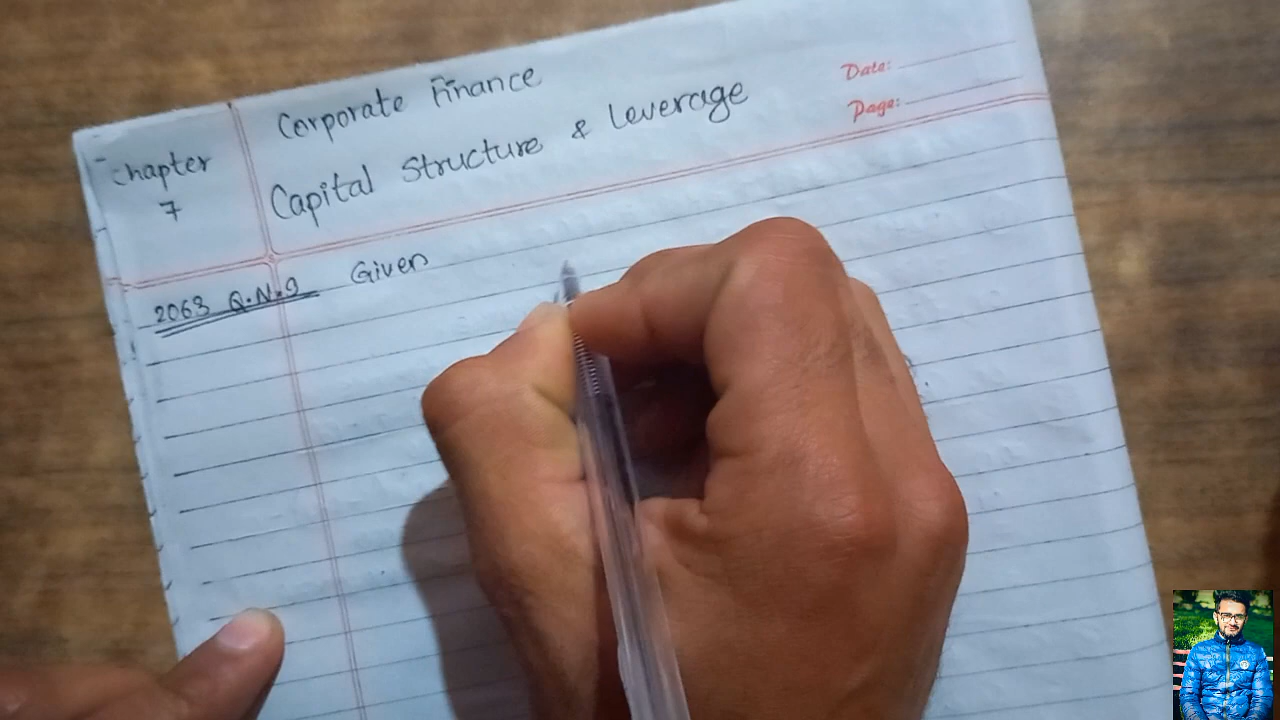 Corporate Finance
Date:
Page:
Chapter
7
Capital Structure & Leverage
2063 Q.N.9 Given